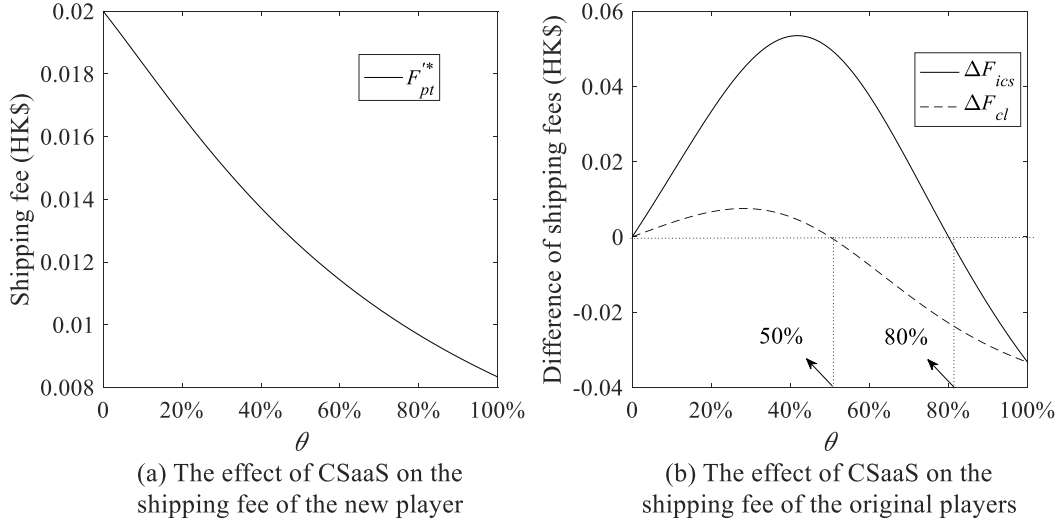 Shipping fee (HK$)
0.02
0.018
0.016
0.014
0.012
0.01
0.008
0
20%
40%
60%
80%
100%
θ
F'*pt
(a) The effect of CSaaS on the
shipping fee of the new player
Difference of shipping fees (HK$)
0.06
0.04
0.02
0
-0.02
-0.04
0
20%
40%
60%
80%
100%
θ
ΔFics
ΔFcl
50%
80%
(b) The effect of CSaaS on the
shipping fee of the original players